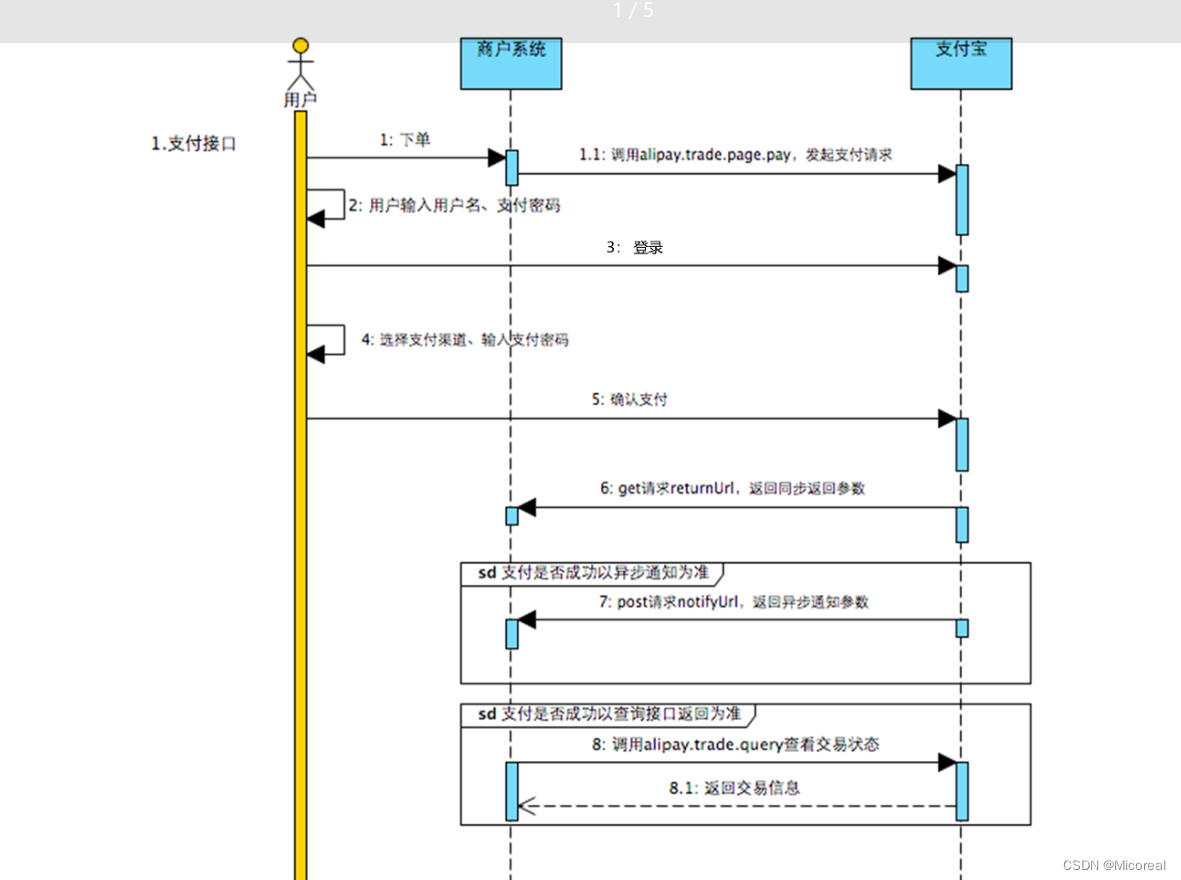 1 / 5
商户系统
支付宝
用户
1.支付接口
1: 下单
1.1: 调用alipay.trade.page.pay，发起支付请求
2: 用户输入用户名、支付密码
3： 登录
4: 选择支付渠道、输入支付密码
5: 确认支付
6: get请求returnUrl，返回同步返回参数
sd 支付是否成功以异步通知为准
7: post请求notifyUrl，返回异步通知参数
sd 支付是否成功以查询接口返回为准
8: 调用alipay.trade.query查看交易状态
8.1: 返回交易信息
CSDN @Micoreal